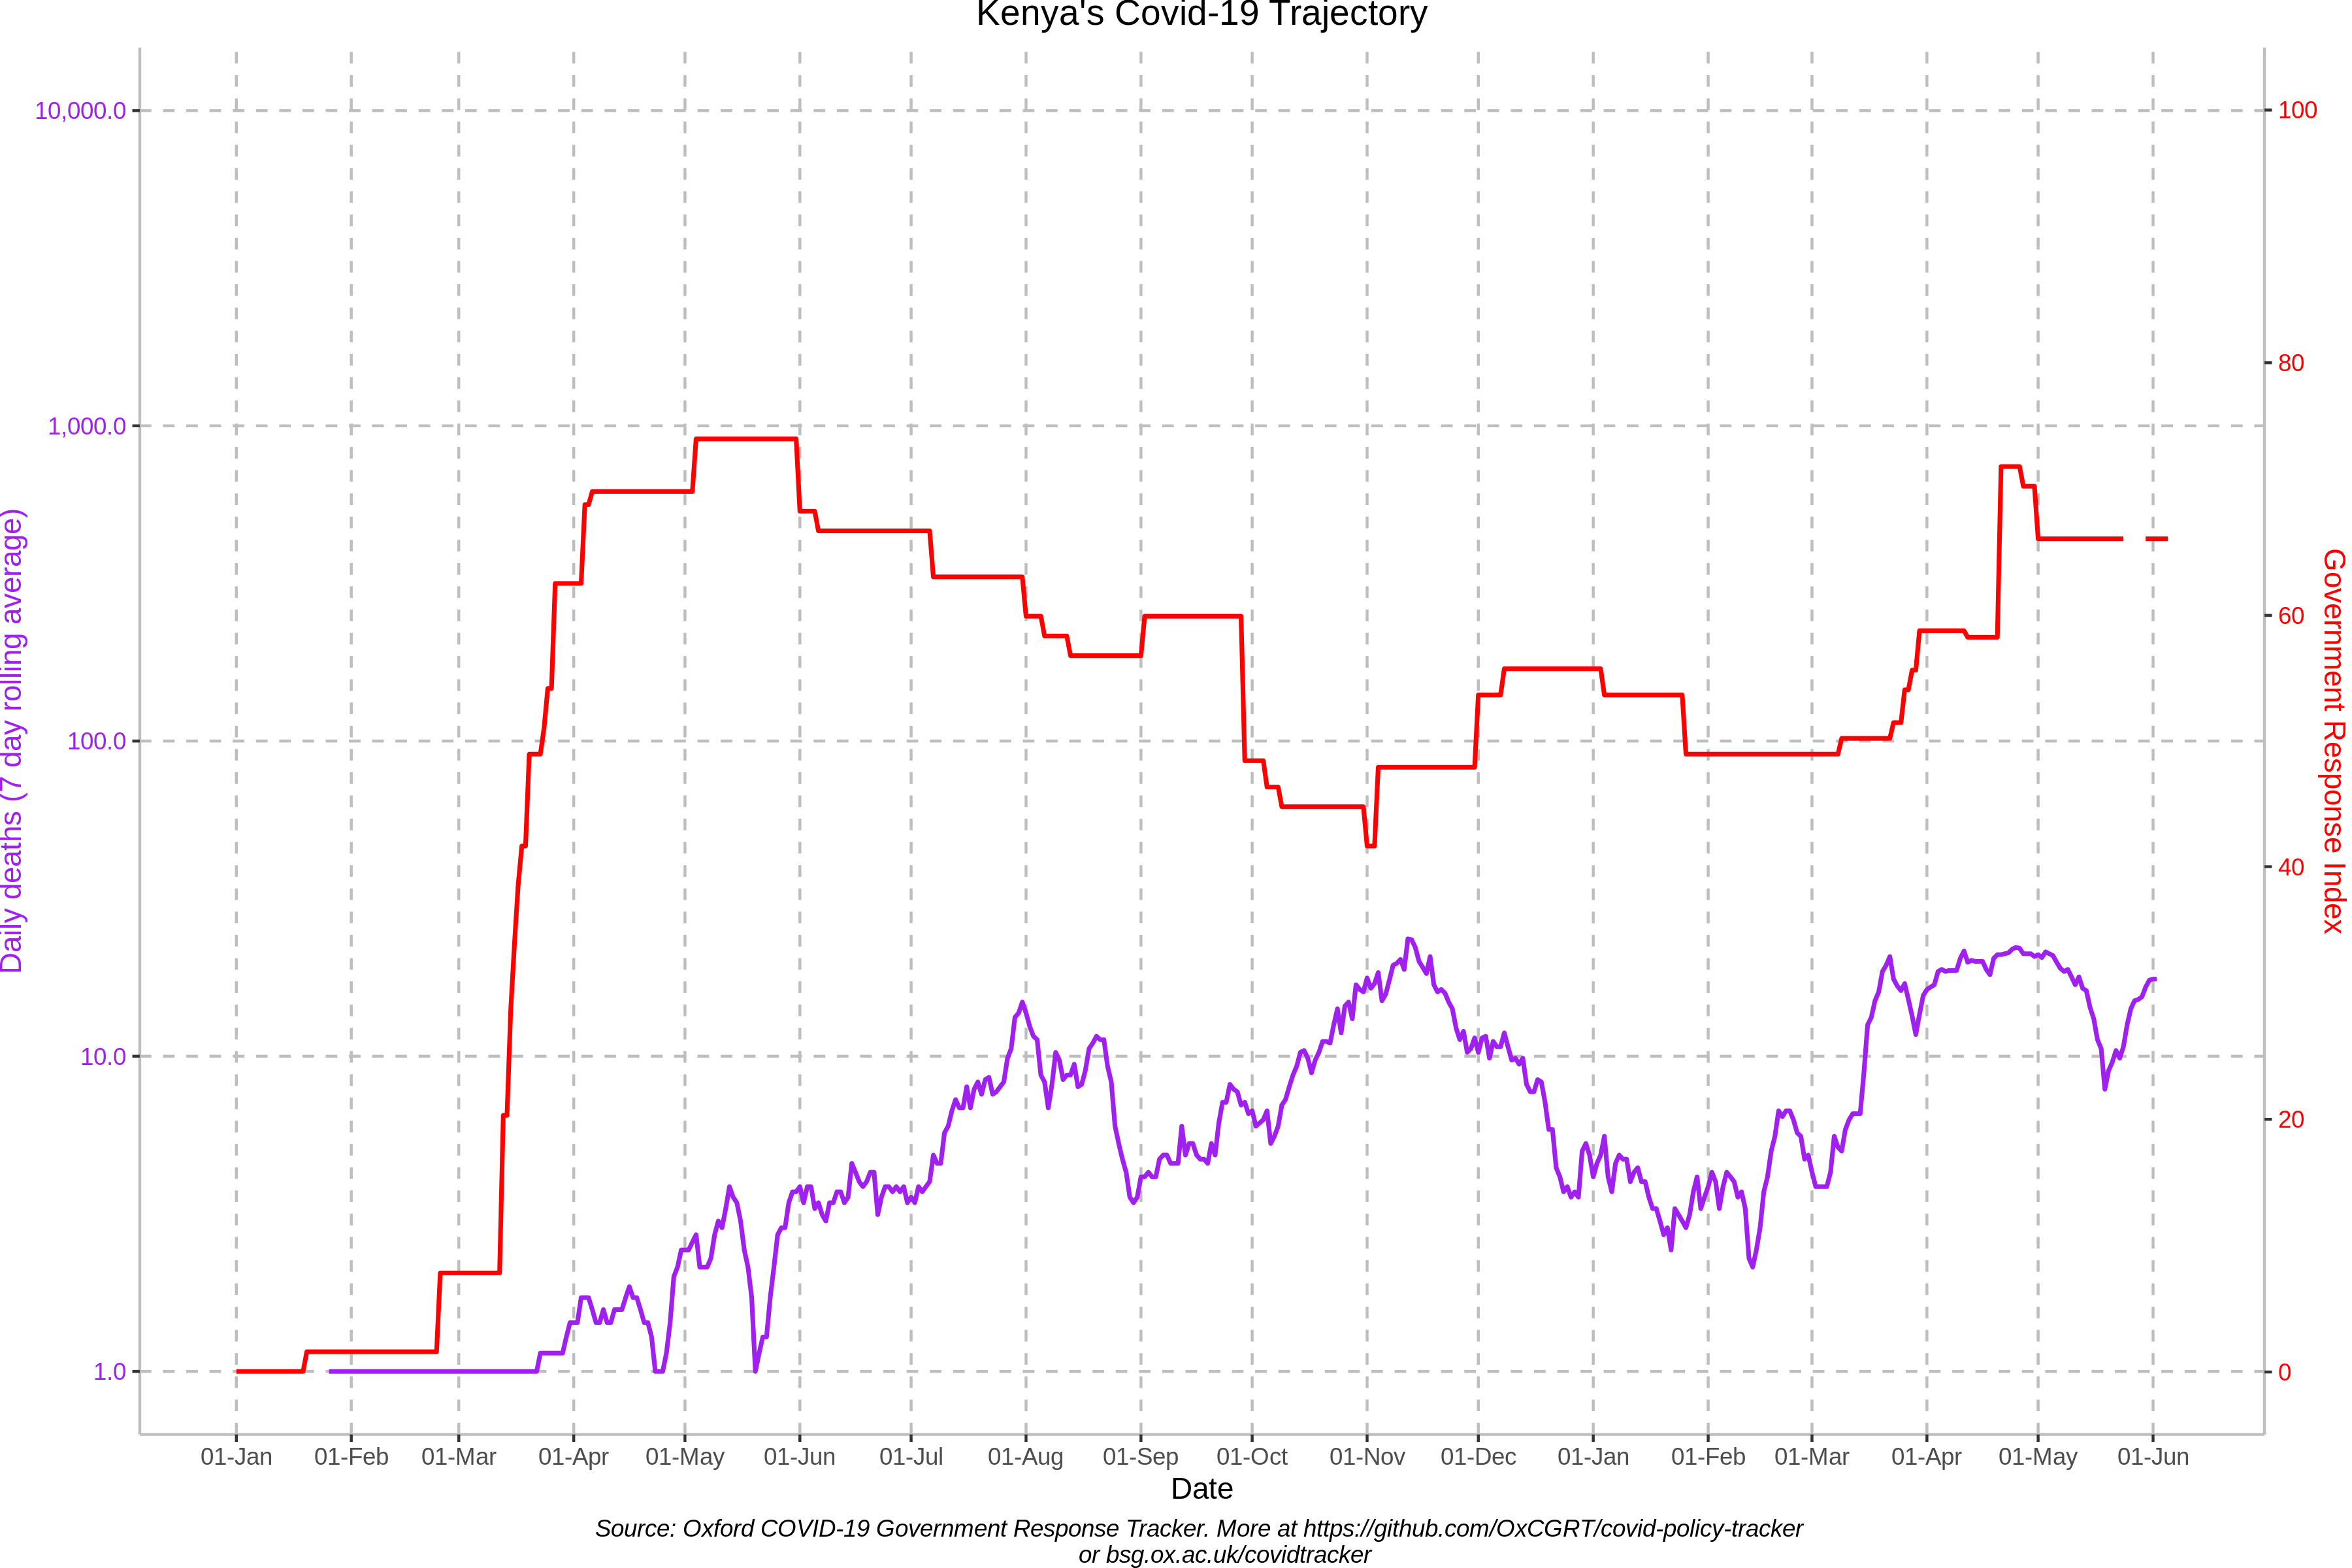 Kenya's Covid-19 Trajectory
10,000.0
1,000.0
100.0
10.0
1.0
Daily deaths (7 day rolling average)
100
80
60
40
20
0
Government Response Index
01-Jan 01-Feb 01-Mar 01-Apr 01-May 01-Jun 01-Jul 01-Aug 01-Sep 01-Oct 01-Nov 01-Dec 01-Jan 01-Feb 01-Mar 01-Apr 01-May 01-Jun
Date
Source: Oxford COVID-19 Government Response Tracker. More at https://github.com/OxCGRT/covid-policy-tracker
or bsg.ox.ac.uk/covidtracker